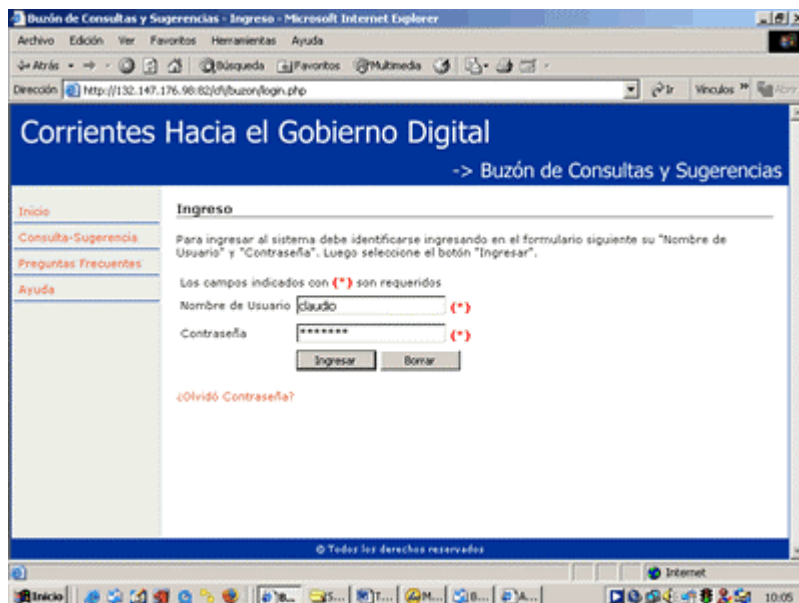 Buzón de Consultas y Sugerencias - Ingreso - Microsoft Internet Explorer
Archivo Edición Ver Favoritos Herramientas Ayuda
Atrás Búsqueda Favoritos Multimedia
Dirección http://132.147.176.98:82/cfi/buzon/login.php Ir Vínculos
Corrientes Hacia el Gobierno Digital
-> Buzón de Consultas y Sugerencias
Inicio
Consulta-Sugerencia
Preguntas Frecuentes
Ayuda
Ingreso
Para ingresar al sistema debe identificarse ingresando en el formulario siguiente su "Nombre de
Usuario" y "Contraseña". Luego seleccione el botón "Ingresar".
Los campos indicados con (*) son requeridos
Nombre de Usuario claudio (*)
Contraseña ******* (*)
Ingresar Borrar
¿Olvidó Contraseña?
© Todos los derechos reservados
Internet
Inicio 10:05